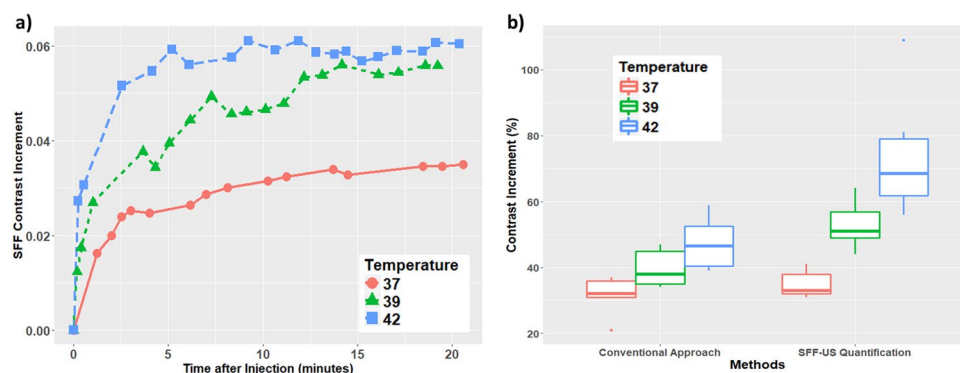 a)
SFF Contrast Increment
0.06
0.04
0.02
0.00
0
5
10
15
20
Time after Injection (minutes)
Temperature
37
39
42
b)
Contrast Increment (%)
100
80
60
40
20
Temperature
37
39
42
Conventional Approach
SFF-US Quantification
Methods